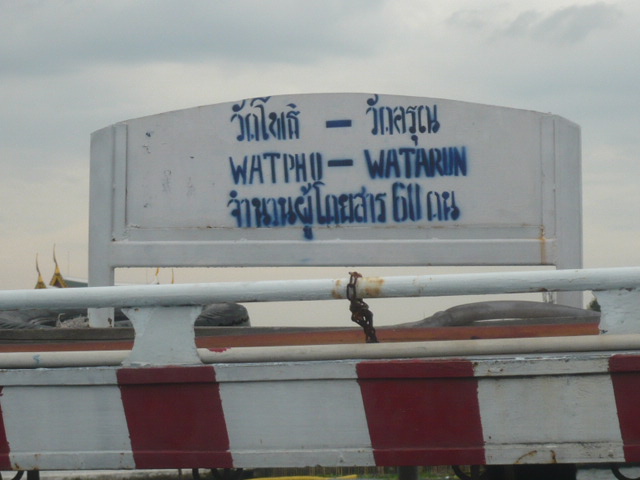 วัดโพธิ - วัดอรุณ
WATPHO - WATARUN
จำนวนผู้โดยสาร 60 คน